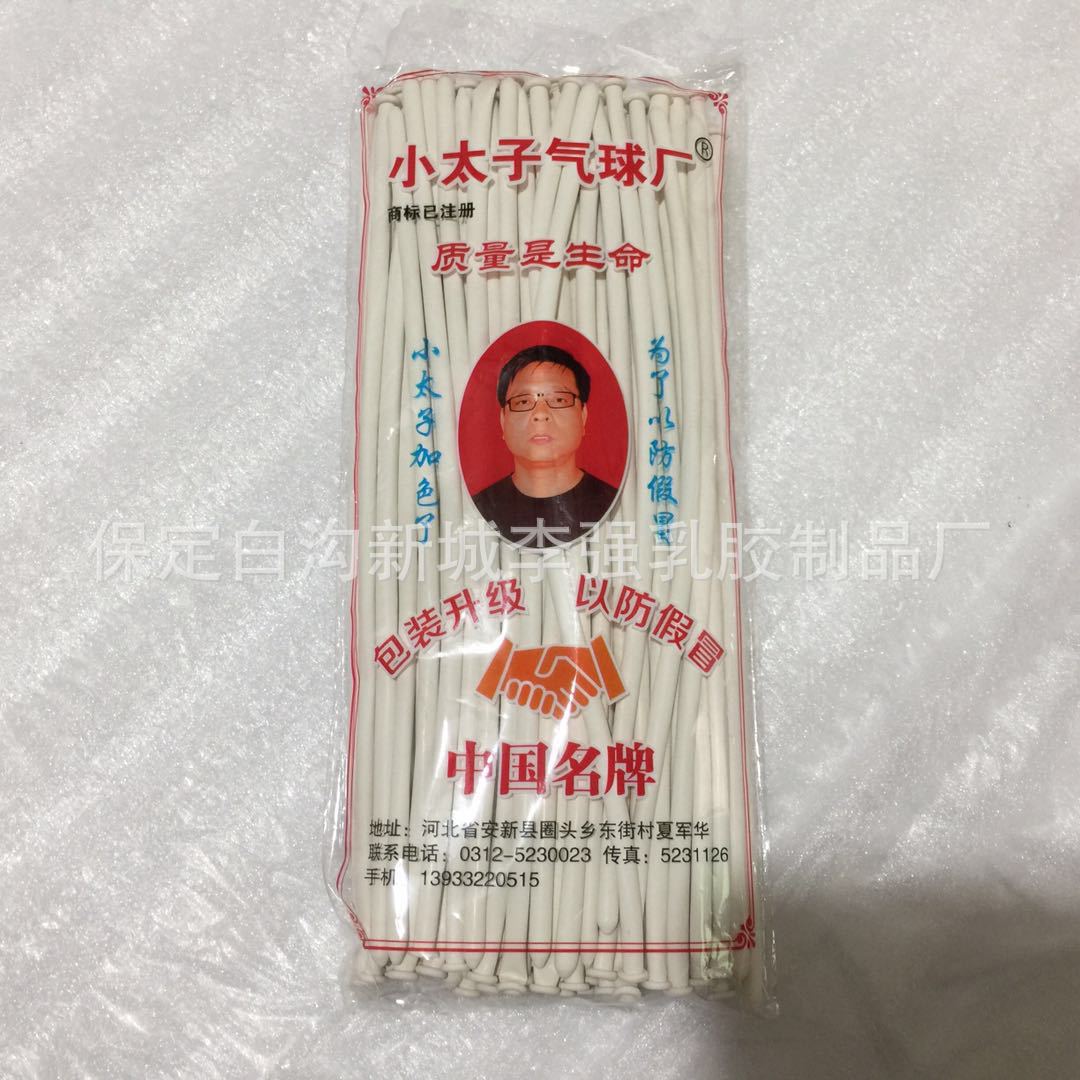 小太子气球厂®
商标已注册
质量是生命
小太子加色了
为了以防假冒
保定白沟新城李强乳胶制品厂
包装升级 以防假冒
中国名牌
地址：河北省安新县圈头乡东街村夏军华
联系电话：0312-5230023 传真：5231126
手机：13933220515